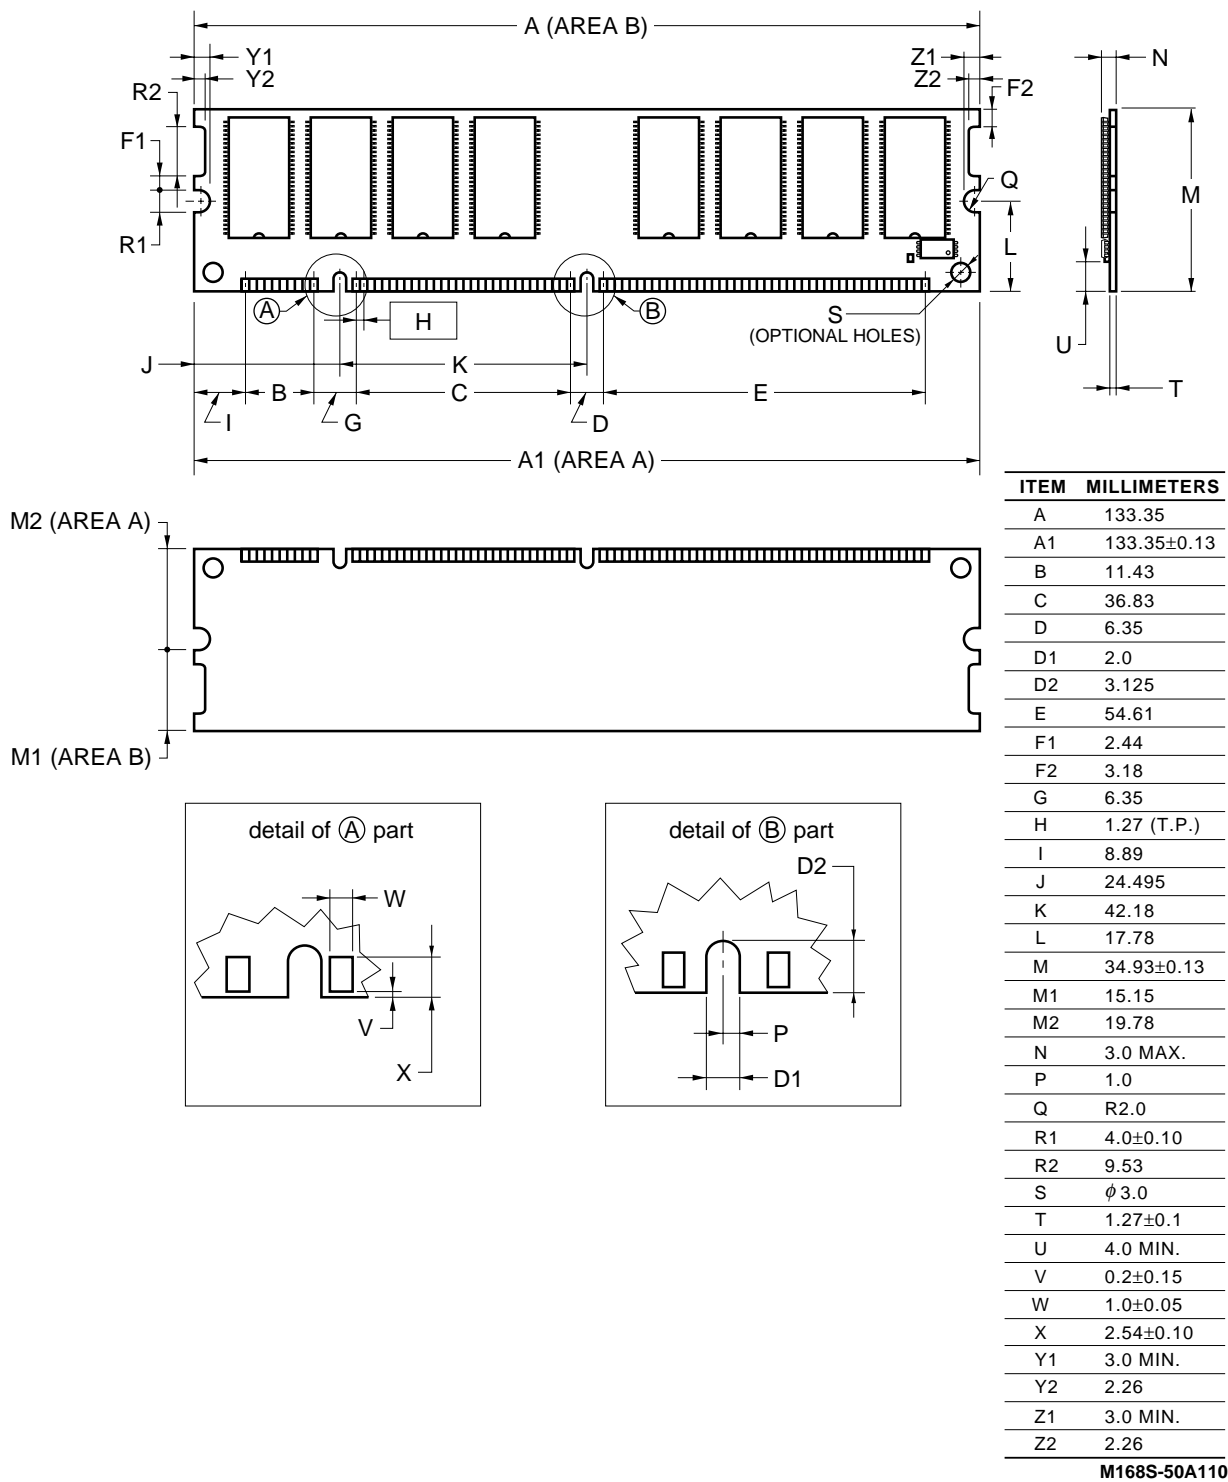 A (AREA B)
Y1
Y2
Z1
Z2
N
R2
F2
F1
Q
M
R1
L
A
H
B
S
(OPTIONAL HOLES)
U
J
K
B
C
E
T
I
G
D
A1 (AREA A)
M2 (AREA A)
M1 (AREA B)
detail of A part
W
V
X
detail of B part
D2
P
D1
ITEM MILLIMETERS
A 133.35
A1 133.35±0.13
B 11.43
C 36.83
D 6.35
D1 2.0
D2 3.125
E 54.61
F1 2.44
F2 3.18
G 6.35
H 1.27 (T.P.)
I 8.89
J 24.495
K 42.18
L 17.78
M 34.93±0.13
M1 15.15
M2 19.78
N 3.0 MAX.
P 1.0
Q R2.0
R1 4.0±0.10
R2 9.53
S ϕ 3.0
T 1.27±0.1
U 4.0 MIN.
V 0.2±0.15
W 1.0±0.05
X 2.54±0.10
Y1 3.0 MIN.
Y2 2.26
Z1 3.0 MIN.
Z2 2.26
M168S-50A110